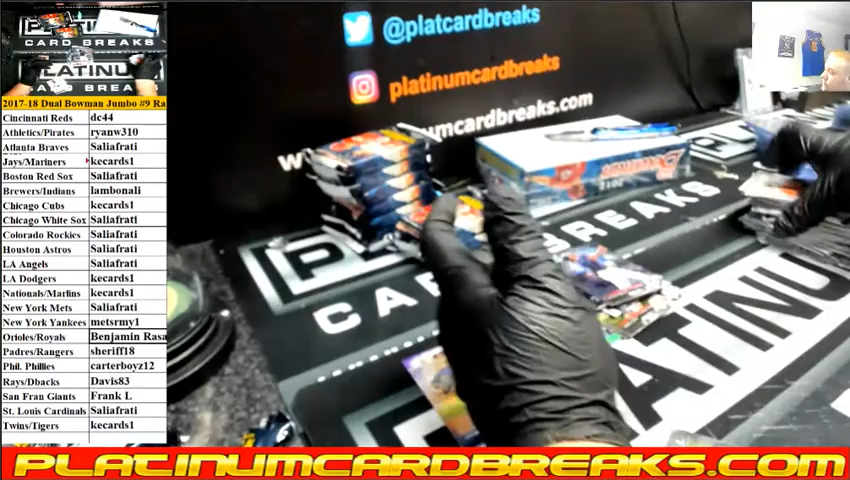 CARD BREAKS
PLATINUM
2017-18 Dual Bowman Jumbo #9 Ra
Cincinnati Reds dc44
Athletics/Pirates ryanw310
Atlanta Braves Saliafrati
Jays/Mariners kecards1
Boston Red Sox Saliafrati
Brewers/Indians lambonali
Chicago Cubs kecards1
Chicago White Sox Saliafrati
Colorado Rockies Saliafrati
Houston Astros Saliafrati
LA Angels Saliafrati
LA Dodgers kecards1
Nationals/Marlins kecards1
New York Mets Saliafrati
New York Yankees metsrmy1
Orioles/Royals Benjamin Rasa
Padres/Rangers sheriff18
Phil. Phillies carterboyz12
Rays/Dbacks Davis83
San Fran Giants Frank L
St. Louis Cardinals Saliafrati
Twins/Tigers kecards1
@platcardbreaks
platinumcardbreaks.com
BREAKS
PLATINUMCARDBREAKS.COM